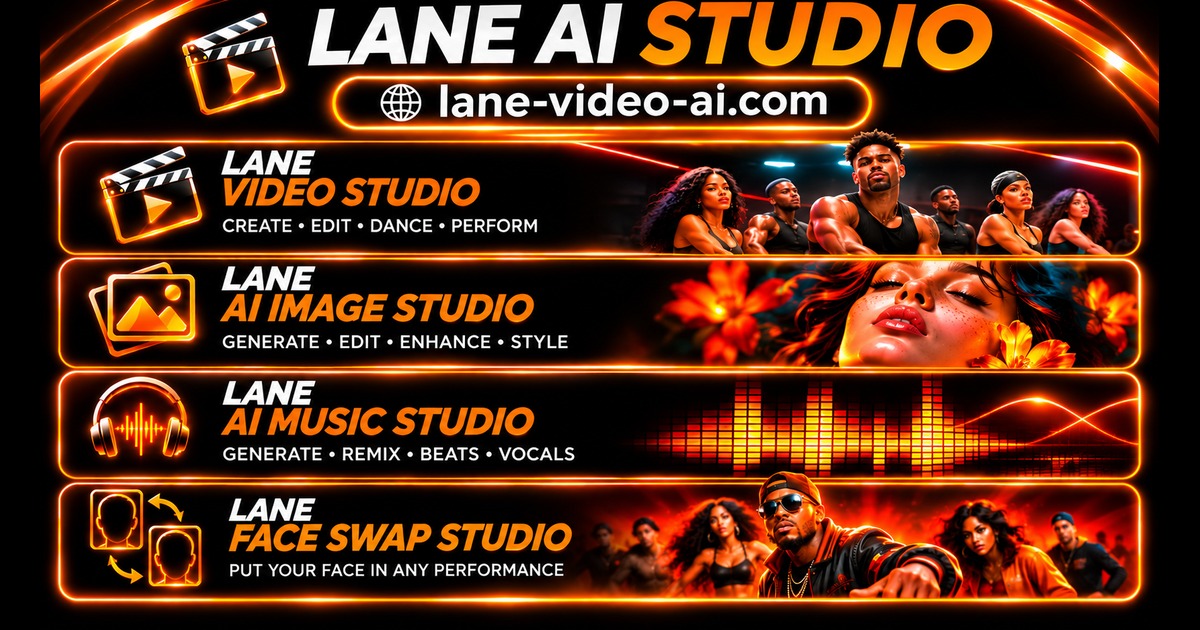 LANE AI STUDIO
lane-video-ai.com
LANE
VIDEO STUDIO
CREATE • EDIT • DANCE • PERFORM
LANE
AI IMAGE STUDIO
GENERATE • EDIT • ENHANCE • STYLE
LANE
AI MUSIC STUDIO
GENERATE • REMIX • BEATS • VOCALS
LANE
FACE SWAP STUDIO
PUT YOUR FACE IN ANY PERFORMANCE